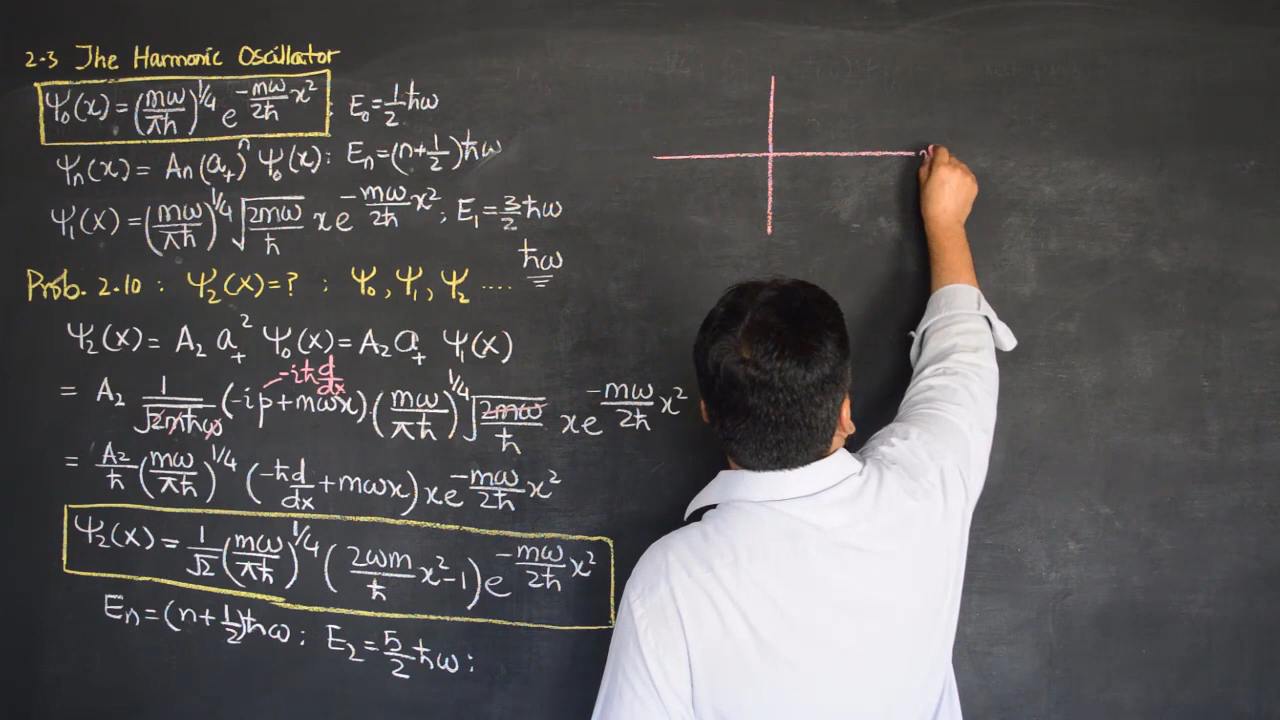 2.3 The Harmonic Oscillator
Ψ₀(x) = (mω/πħ)^1/4 e^(-mω/2ħ x²) ; E₀ = 1/2 ħω
Ψn(x) = An (a₊)ⁿ Ψ₀(x) ; En = (n+1/2)ħω
Ψ₁(x) = (mω/πħ)^1/4 √(2mω/ħ) x e^(-mω/2ħ x²) ; E₁ = 3/2 ħω
ħω
Prob. 2.10 : Ψ₂(x) = ? ; Ψ₀, Ψ₁, Ψ₂ ....
Ψ₂(x) = A₂ a₊² Ψ₀(x) = A₂ a₊ Ψ₁(x)
-iħ d/dx
= A₂ 1/√(2mħω) (-ip + mωx) (mω/πħ)^1/4 √(2mω/ħ) x e^(-mω/2ħ x²)
= A₂/ħ (mω/πħ)^1/4 (-ħd/dx + mωx) x e^(-mω/2ħ x²)
Ψ₂(x) = 1/√2 (mω/πħ)^1/4 (2ωm/ħ x² - 1) e^(-mω/2ħ x²)
En = (n+1/2)ħω ; E₂ = 5/2 ħω ;